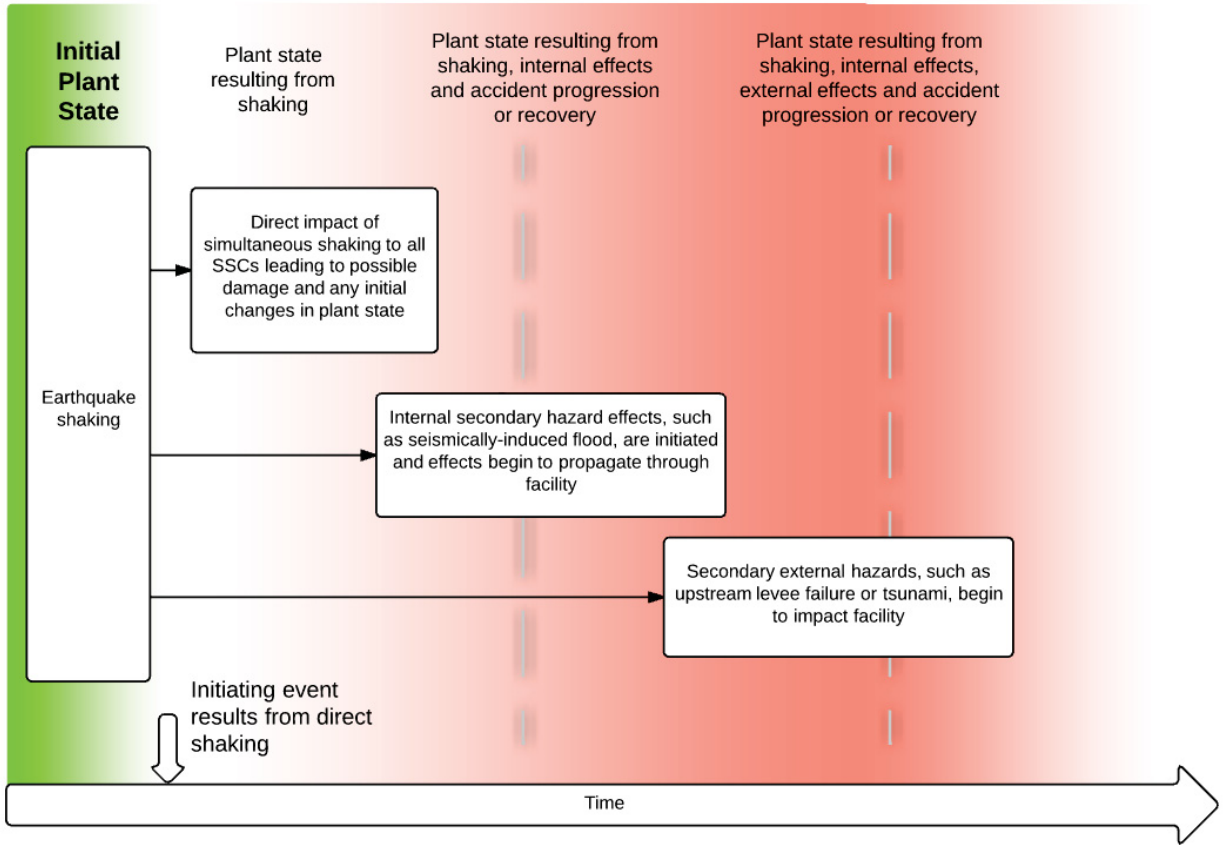 Initial
Plant
State
Plant state
resulting from
shaking
Plant state resulting from
shaking, internal effects
and accident progression
or recovery
Plant state resulting from
shaking, internal effects,
external effects and accident
progression or recovery
Direct impact of
simultaneous shaking to all
SSCs leading to possible
damage and any initial
changes in plant state
Earthquake
shaking
Internal secondary hazard effects, such
as seismically-induced flood, are initiated
and effects begin to propagate through
facility
Secondary external hazards, such as
upstream levee failure or tsunami, begin
to impact facility
Initiating event
results from direct
shaking
Time